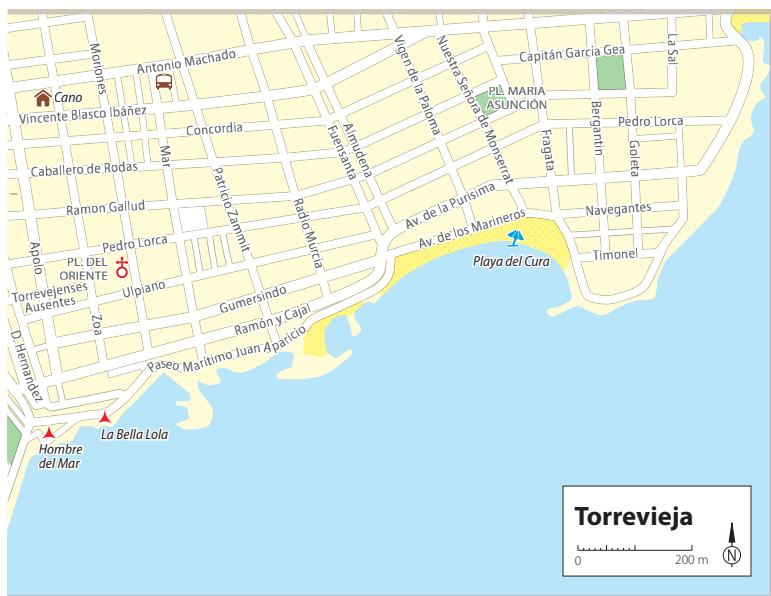 Moriones
Antonio Machado
Cano
Vincente Blasco Ibáñez
Concordia
Caballero de Rodas
Mar
Patricio Zammit
Ramon Gallud
Pedro Lorca
PL. DEL
ORIENTE
Apolo
Torrevejenses
Ausentes
Ulpiano
Zoa
D. Hernandez
Gumersindo
Ramón y Cajal
Paseo Marítimo Juan Aparicio
Radio Murcia
Fuensanta
Almudena
Vigen de la Paloma
Nuestra Señora de Monserrat
Capitán Garcia Gea
La Sal
PL. MARIA
ASUNCIÓN
Pedro Lorca
Fragata
Bergantin
Goleta
Av. de la Purisima
Av. de los Marineros
Navegantes
Timonel
Playa del Cura
La Bella Lola
Hombre
del Mar
Torrevieja
0 200 m
N